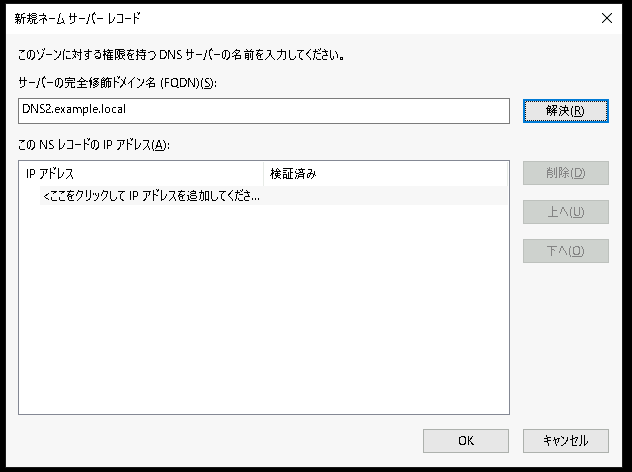 新規ネーム サーバー レコード
このゾーンに対する権限を持つ DNS サーバーの名前を入力してください。
サーバーの完全修飾ドメイン名 (FQDN)(S):
DNS2.example.local
解決(R)
この NS レコードの IP アドレス(A):
IP アドレス 検証済み
<ここをクリックして IP アドレスを追加してくださ...
削除(D)
上へ(U)
下へ(O)
OK キャンセル